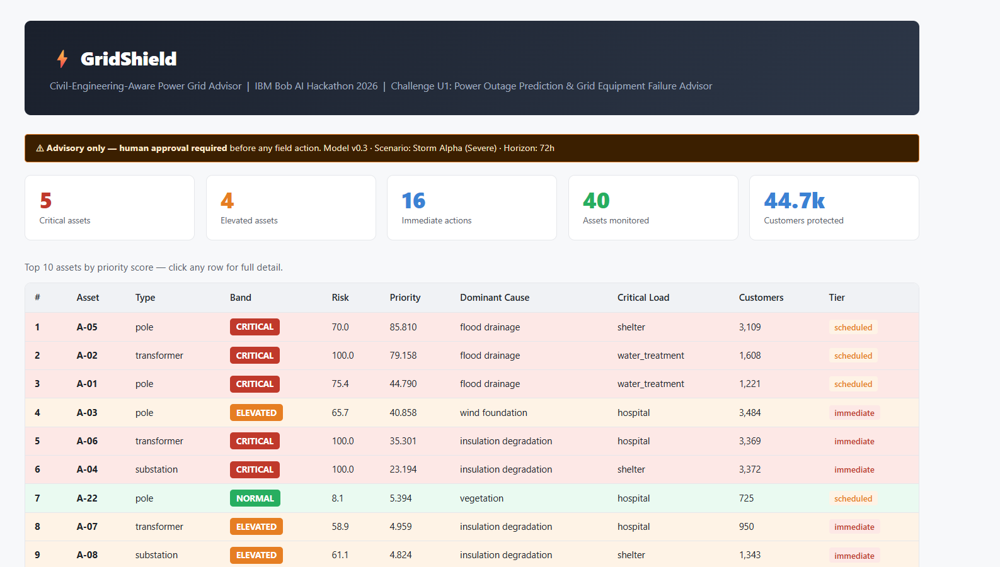 ⚡ GridShield
Civil-Engineering-Aware Power Grid Advisor | IBM Bob AI Hackathon 2026 | Challenge U1: Power Outage Prediction & Grid Equipment Failure Advisor
⚠ Advisory only — human approval required before any field action. Model v0.3 · Scenario: Storm Alpha (Severe) · Horizon: 72h
5 4 16 40 44.7k
Critical assets Elevated assets Immediate actions Assets monitored Customers protected
Top 10 assets by priority score — click any row for full detail.
# Asset Type Band Risk Priority Dominant Cause Critical Load Customers Tier
1 A-05 pole CRITICAL 70.0 85.810 flood drainage shelter 3,109 scheduled
2 A-02 transformer CRITICAL 100.0 79.158 flood drainage water_treatment 1,608 scheduled
3 A-01 pole CRITICAL 75.4 44.790 flood drainage water_treatment 1,221 scheduled
4 A-03 pole ELEVATED 65.7 40.858 wind foundation hospital 3,484 immediate
5 A-06 transformer CRITICAL 100.0 35.301 insulation degradation hospital 3,369 immediate
6 A-04 substation CRITICAL 100.0 23.194 insulation degradation shelter 3,372 immediate
7 A-22 pole NORMAL 8.1 5.394 vegetation hospital 725 scheduled
8 A-07 transformer ELEVATED 58.9 4.959 insulation degradation hospital 950 immediate
9 A-08 substation ELEVATED 61.1 4.824 insulation degradation shelter 1,343 immediate